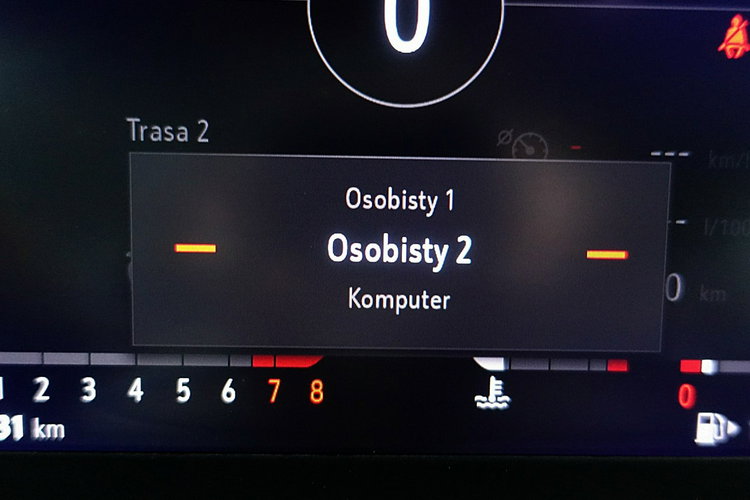 0
Trasa 2
Ø --- km/
Osobisty 1
Osobisty 2
- l/100
Komputer
0 km
1 2 3 4 5 6 7 8
0
31 km